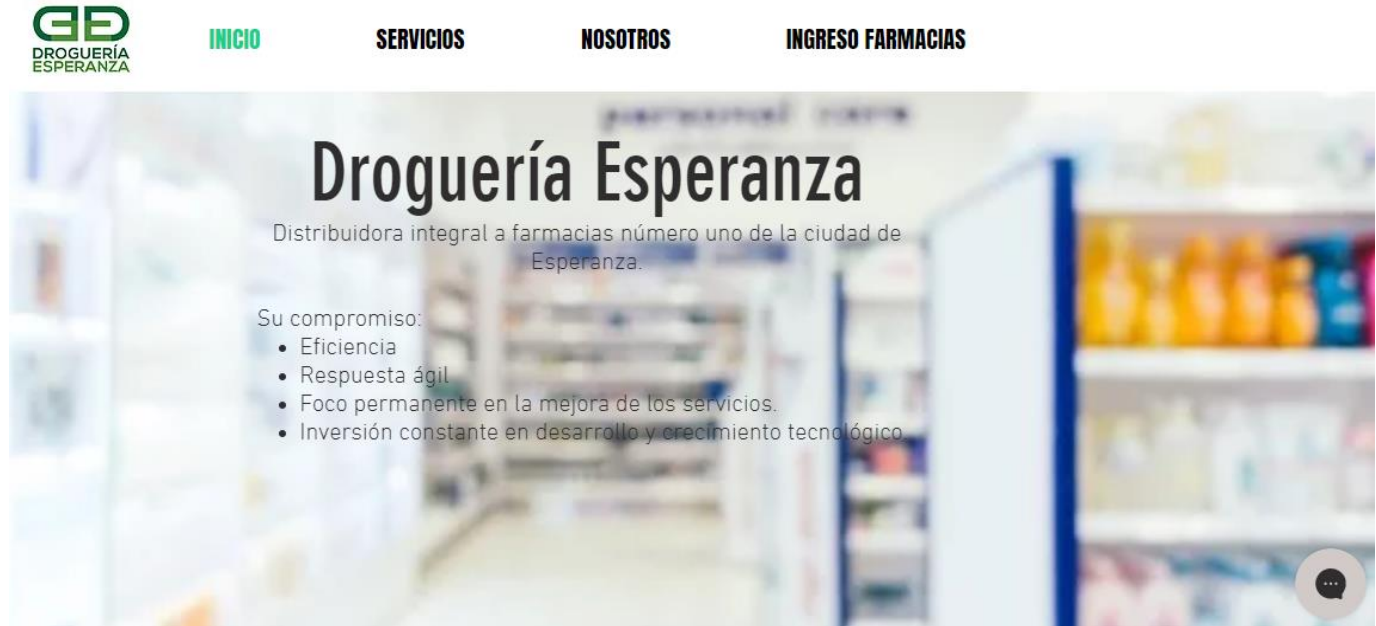 DROGUERÍA
ESPERANZA
INICIO
SERVICIOS
NOSOTROS
INGRESO FARMACIAS
personal care
Droguería Esperanza
Distribuidora integral a farmacias número uno de la ciudad de
Esperanza.
Su compromiso:
• Eficiencia
• Respuesta ágil
• Foco permanente en la mejora de los servicios.
• Inversión constante en desarrollo y crecimiento tecnológico.